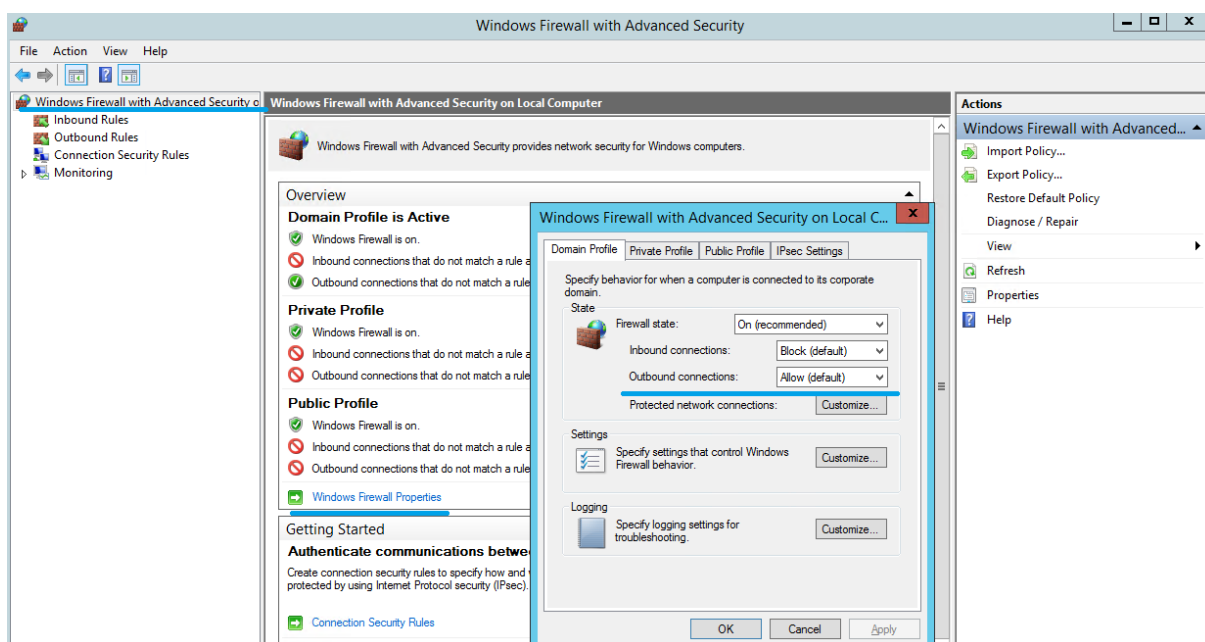 Windows Firewall with Advanced Security
File Action View Help
Windows Firewall with Advanced Security o
Inbound Rules
Outbound Rules
Connection Security Rules
Monitoring
Windows Firewall with Advanced Security on Local Computer
Windows Firewall with Advanced Security provides network security for Windows computers.
Overview
Domain Profile is Active
Windows Firewall is on.
Inbound connections that do not match a rule a
Outbound connections that do not match a rule
Private Profile
Windows Firewall is on.
Inbound connections that do not match a rule a
Outbound connections that do not match a rule
Public Profile
Windows Firewall is on.
Inbound connections that do not match a rule a
Outbound connections that do not match a rule
Windows Firewall Properties
Getting Started
Authenticate communications betwe
Create connection security rules to specify how and
protected by using Internet Protocol security (IPsec).
Connection Security Rules
Windows Firewall with Advanced Security on Local C...
Domain Profile Private Profile Public Profile IPsec Settings
Specify behavior for when a computer is connected to its corporate
domain.
State
Firewall state: On (recommended)
Inbound connections: Block (default)
Outbound connections: Allow (default)
Protected network connections: Customize...
Settings
Specify settings that control Windows
Firewall behavior.
Customize...
Logging
Specify logging settings for
troubleshooting.
Customize...
OK Cancel Apply
Actions
Windows Firewall with Advanced...
Import Policy...
Export Policy...
Restore Default Policy
Diagnose / Repair
View
Refresh
Properties
Help